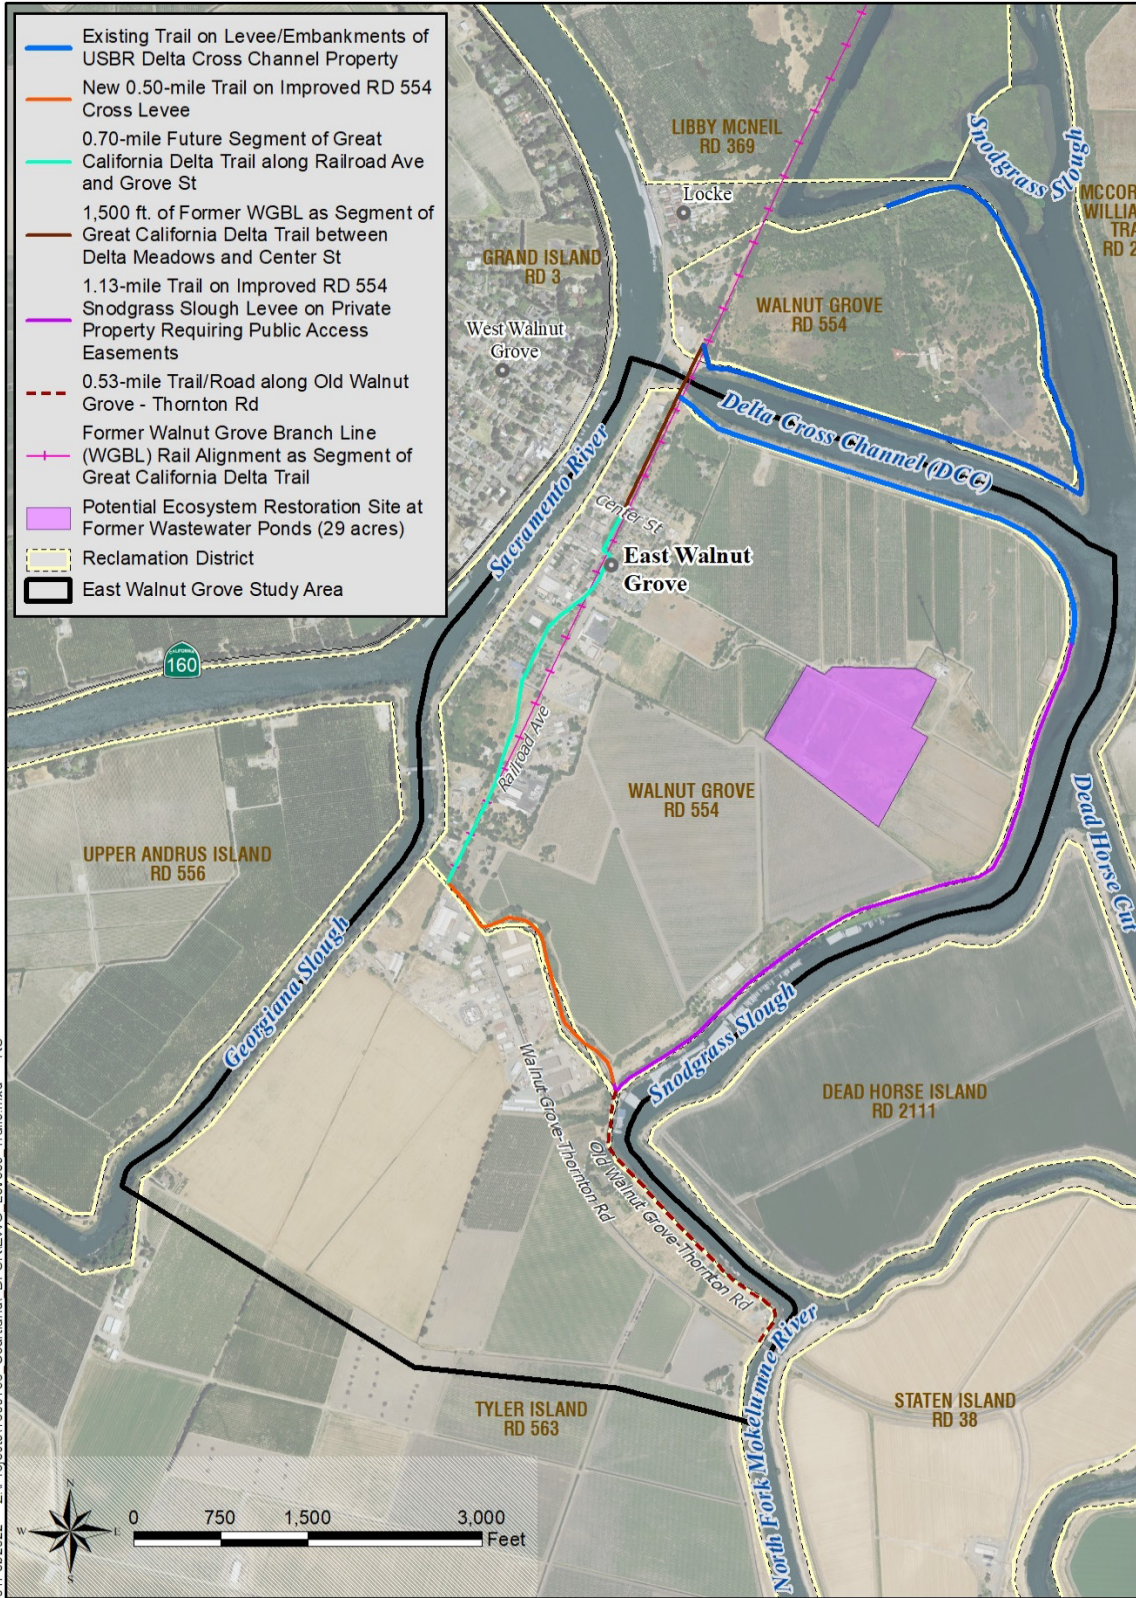 Existing Trail on Levee/Embankments of
USBR Delta Cross Channel Property
New 0.50-mile Trail on Improved RD 554
Cross Levee
0.70-mile Future Segment of Great
California Delta Trail along Railroad Ave
and Grove St
1,500 ft. of Former WGBL as Segment of
Great California Delta Trail between
Delta Meadows and Center St
1.13-mile Trail on Improved RD 554
Snodgrass Slough Levee on Private
Property Requiring Public Access
Easements
0.53-mile Trail/Road along Old Walnut
Grove - Thornton Rd
Former Walnut Grove Branch Line
(WGBL) Rail Alignment as Segment of
Great California Delta Trail
Potential Ecosystem Restoration Site at
Former Wastewater Ponds (29 acres)
Reclamation District
East Walnut Grove Study Area
LIBBY MCNEIL
RD 369
Snodgrass Slough
Locke
GRAND ISLAND
RD 3
WALNUT GROVE
RD 554
West Walnut
Grove
Delta Cross Channel (DCC)
Sacramento River
Center St
East Walnut
Grove
CALIFORNIA
160
Railroad Ave
WALNUT GROVE
RD 554
Dead Horse Cut
UPPER ANDRUS ISLAND
RD 556
Georgiana Slough
Snodgrass Slough
Walnut Grove-Thornton Rd
DEAD HORSE ISLAND
RD 2111
Old Walnut Grove-Thornton Rd
North Fork Mokelumne River
TYLER ISLAND
RD 563
STATEN ISLAND
RD 38
N
W
E
S
0 750 1,500 3,000
Feet